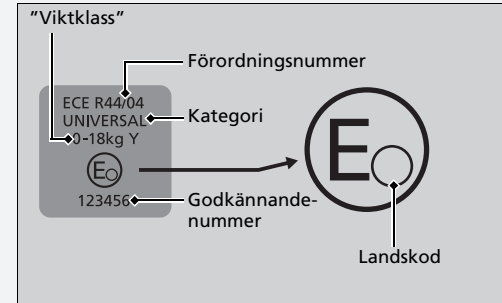 ”Viktklass”
Förordningsnummer
ECE R44/04
UNIVERSAL
Kategori
0-18kg Y
E
E
123456
Godkännande-
nummer
Landskod